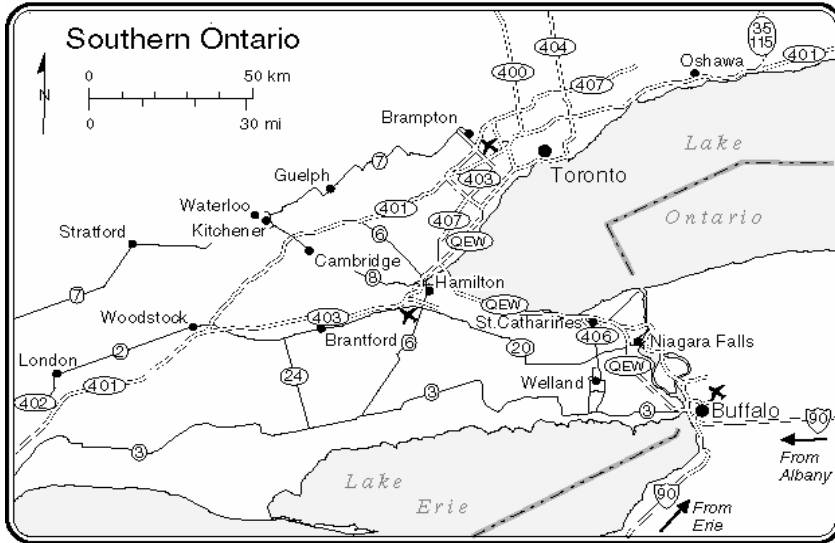 Southern Ontario
N
0 50 km
0 30 mi
35
115
404
400
401
Oshawa
407
Brampton
Lake
7
Guelph
403
Toronto
Waterloo
401
407
Ontario
Kitchener
6
QEW
Stratford
Cambridge
8
Hamilton
7
QEW
Woodstock
403
St.Catharines
406
2
Brantford
6
20
Niagara Falls
London
24
QEW
401
3
Welland
402
3
Buffalo
90
3
From
Albany
Lake
Erie
90
From
Erie